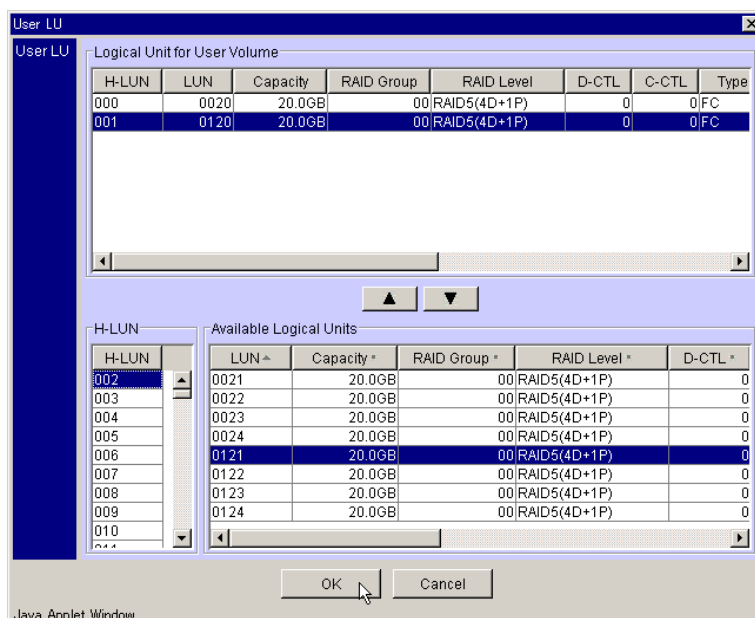 User LU
User LU
Logical Unit for User Volume
H-LUN LUN Capacity RAID Group RAID Level D-CTL C-CTL Type
000 0020 20.0GB 00 RAID5(4D+1P) 0 0 FC
001 0120 20.0GB 00 RAID5(4D+1P) 0 0 FC
H-LUN Available Logical Units
H-LUN LUN Capacity RAID Group RAID Level D-CTL
002 0021 20.0GB 00 RAID5(4D+1P) 0
003 0022 20.0GB 00 RAID5(4D+1P) 0
004 0023 20.0GB 00 RAID5(4D+1P) 0
005 0024 20.0GB 00 RAID5(4D+1P) 0
006 0121 20.0GB 00 RAID5(4D+1P) 0
007 0122 20.0GB 00 RAID5(4D+1P) 0
008 0123 20.0GB 00 RAID5(4D+1P) 0
009 0124 20.0GB 00 RAID5(4D+1P) 0
010
OK Cancel
Java Applet Window